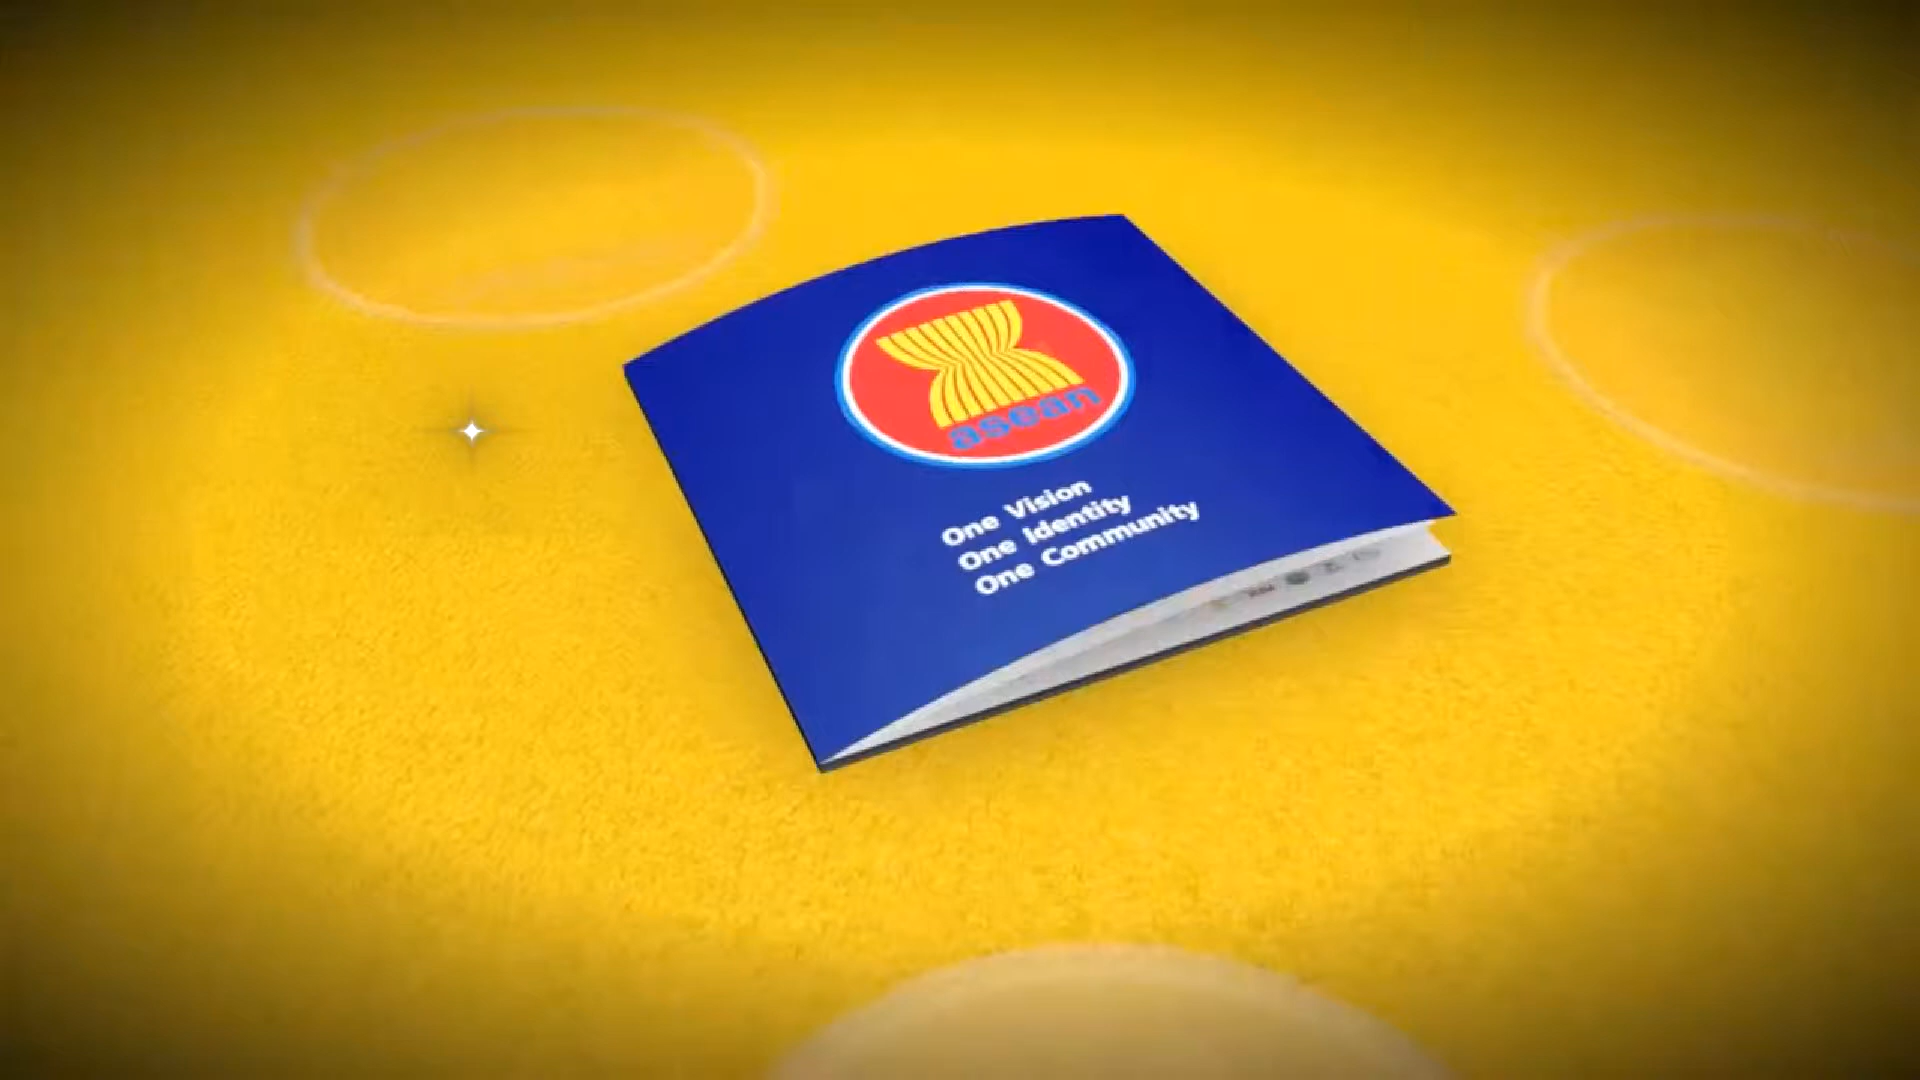 asean
One Vision
One Identity
One Community